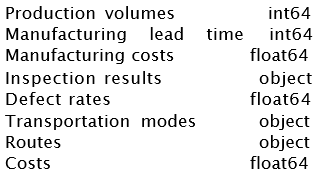 Production volumes int64
Manufacturing lead time int64
Manufacturing costs float64
Inspection results object
Defect rates float64
Transportation modes object
Routes object
Costs float64